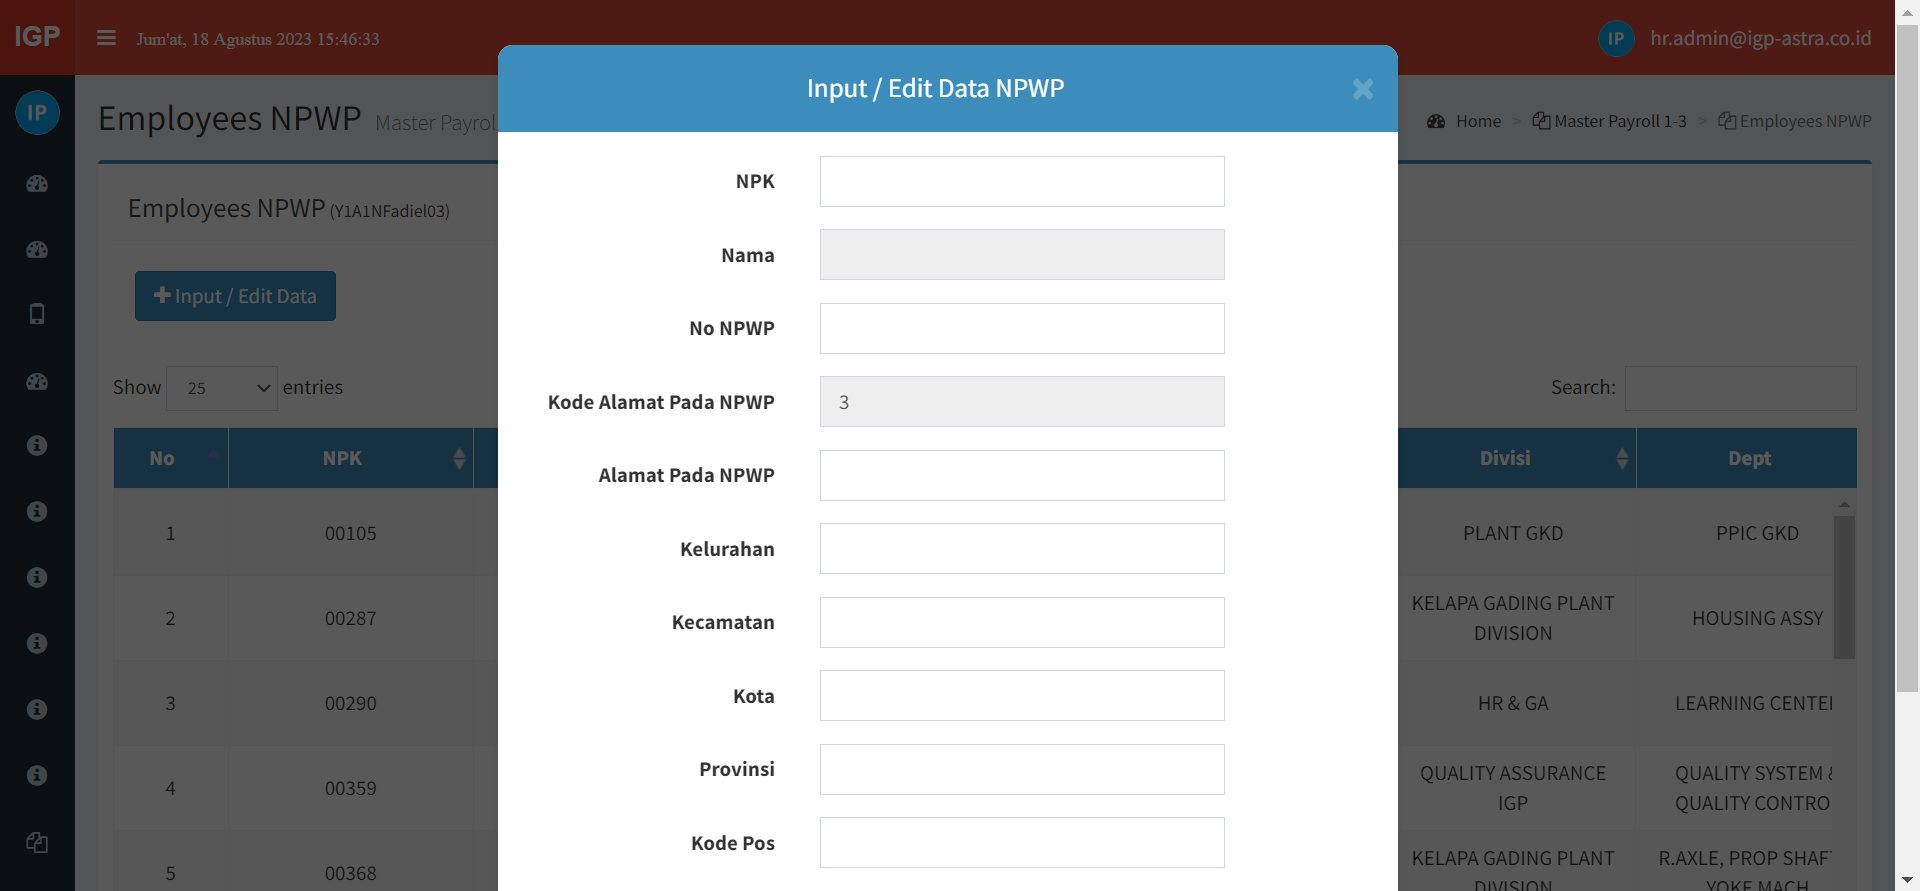 IGP
Jum'at, 18 Agustus 2023 15:46:33
IP
hr.admin@igp-astra.co.id
IP
Employees NPWP Master Payrol
Home > Master Payroll 1-3 > Employees NPWP
Employees NPWP (Y1A1NFadiel03)
Input / Edit Data
Show 25 entries
Search:
No NPK Divisi Dept
1 00105 PLANT GKD PPIC GKD
2 00287 KELAPA GADING PLANT DIVISION HOUSING ASSY
3 00290 HR & GA LEARNING CENTE
4 00359 QUALITY ASSURANCE IGP QUALITY SYSTEM & QUALITY CONTRO
5 00368 KELAPA GADING PLANT DIVISION R.AXLE, PROP SHAF YOKE MACH
Input / Edit Data NPWP
×
NPK
Nama
No NPWP
Kode Alamat Pada NPWP 3
Alamat Pada NPWP
Kelurahan
Kecamatan
Kota
Provinsi
Kode Pos